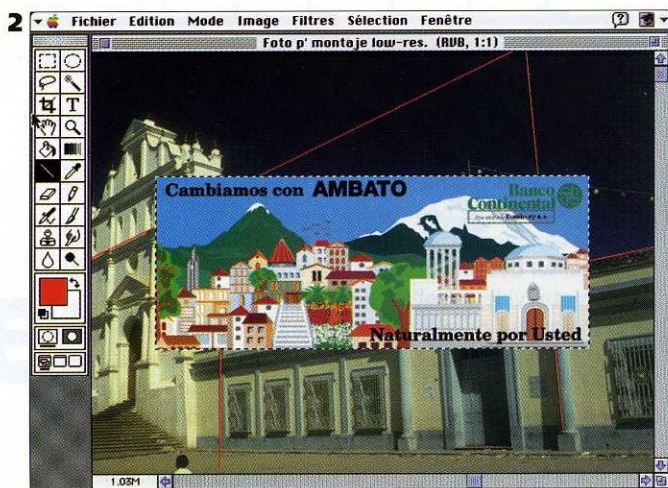 2
Fichier Edition Mode Image Filtres Sélection Fenêtre
Foto p' montaje low-res. (RVB, 1:1)
T
Cambiamos con AMBATO
Banco
Continental
Naturalmente por Usted
1.03M